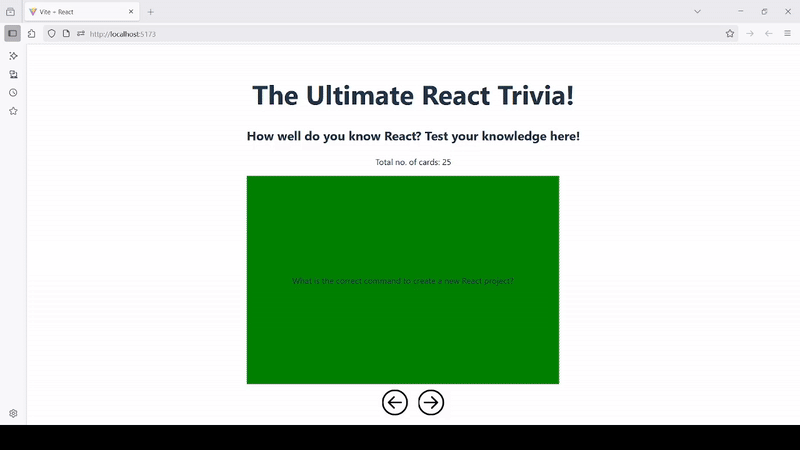 Vite + React
http://localhost:5173
The Ultimate React Trivia!
How well do you know React? Test your knowledge here!
Total no. of cards: 25
What is the correct command to create a new React project?